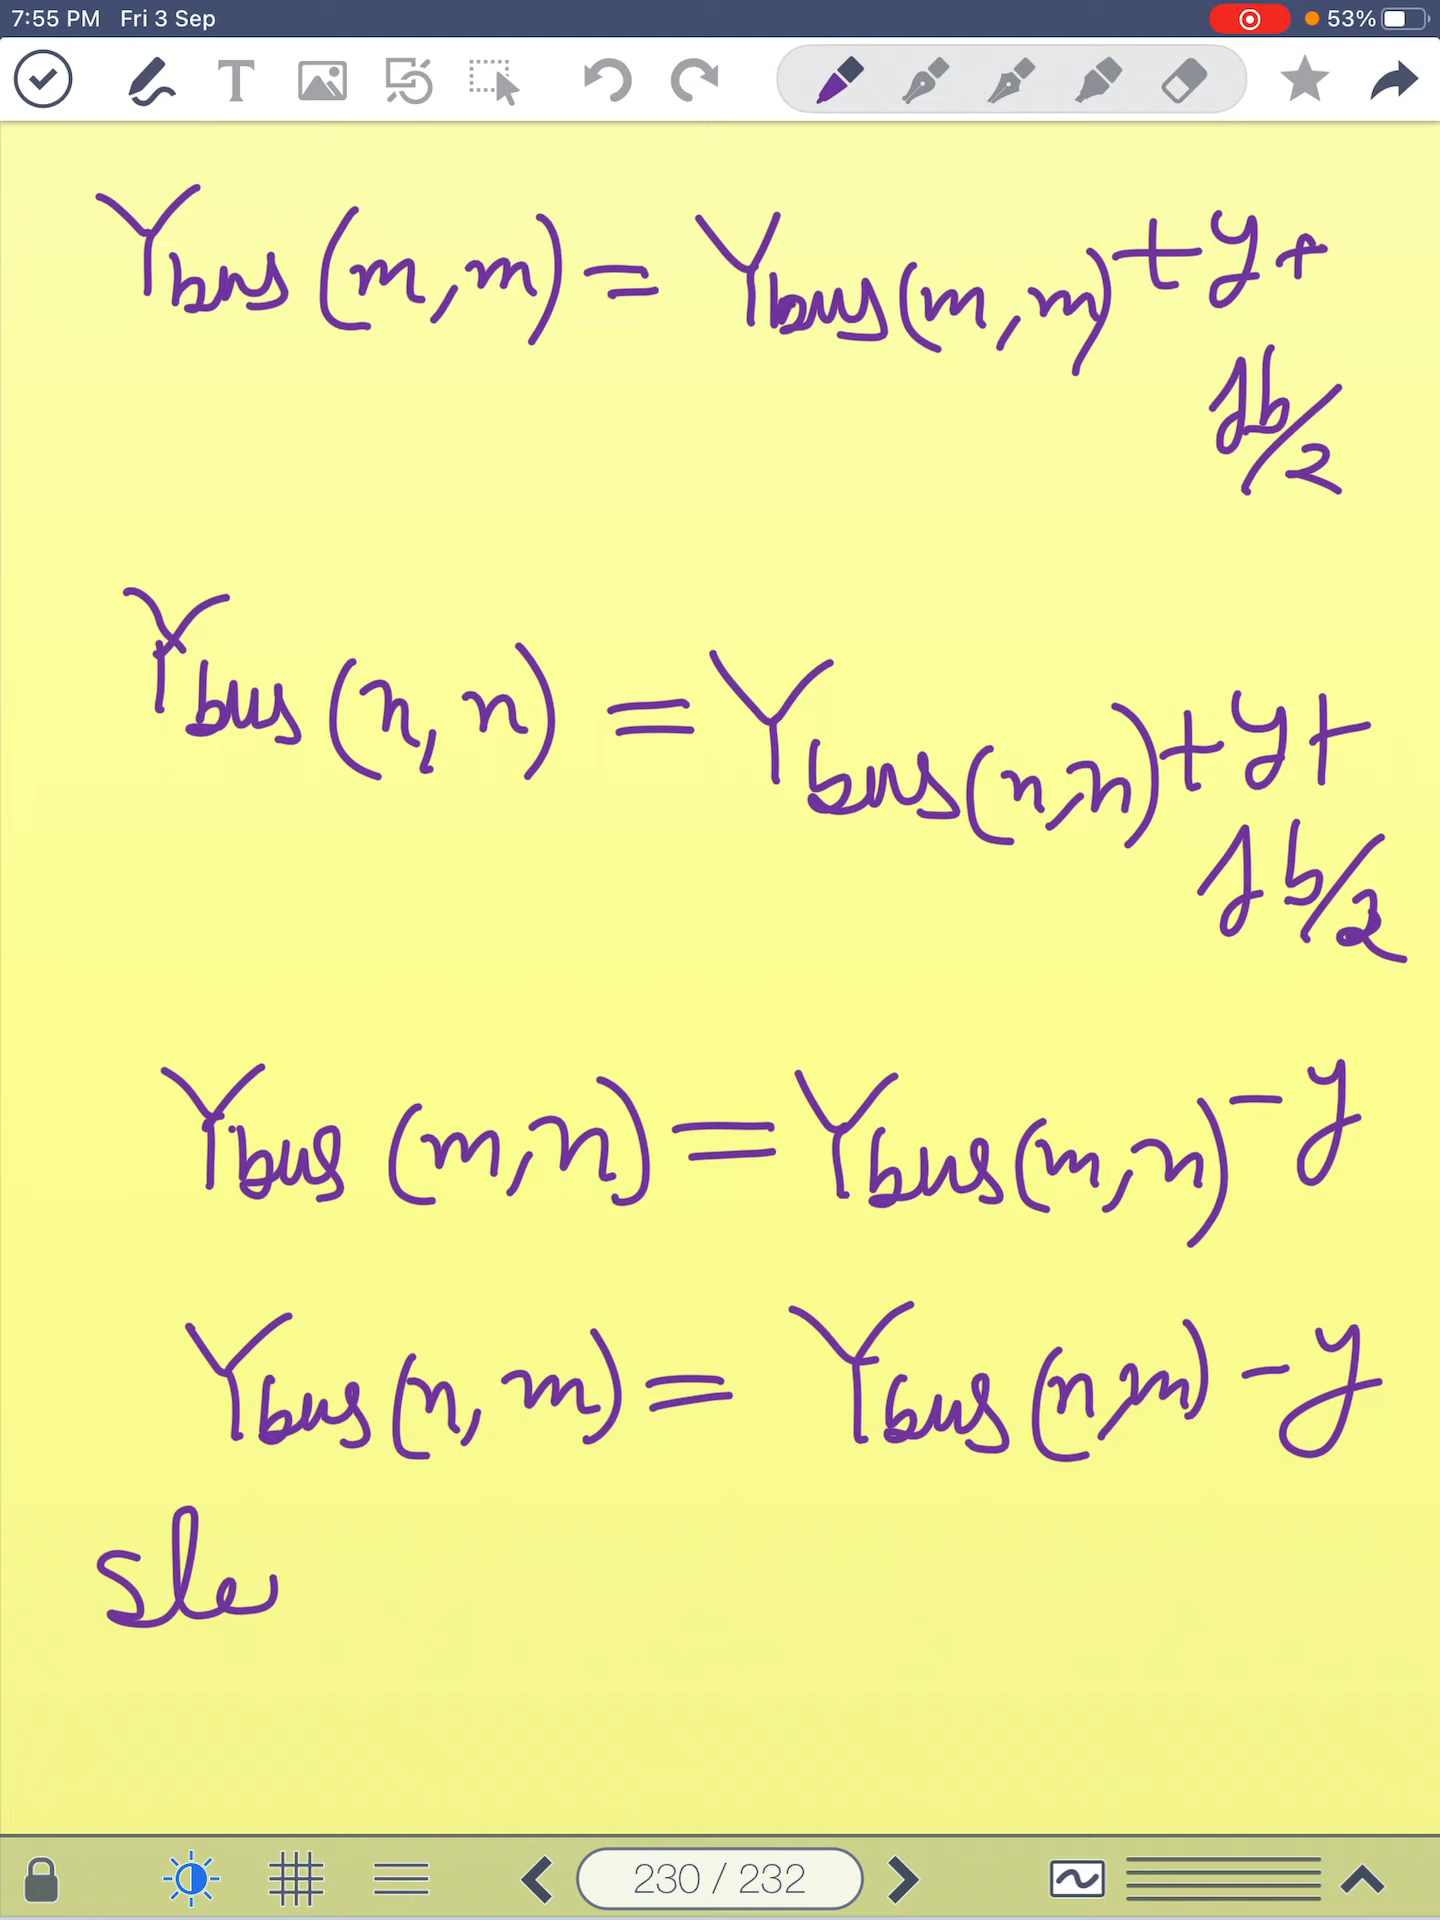 7:55 PM Fri 3 Sep 53%
T
Ybus (m,m) = Ybus(m,m) + y +
jb/2
Ybus (n,n) = Ybus(n,n) + y +
jb/2
Ybus (m,n) = Ybus(m,n) - y
Ybus (n,m) = Ybus (n,m) - y
230 / 232